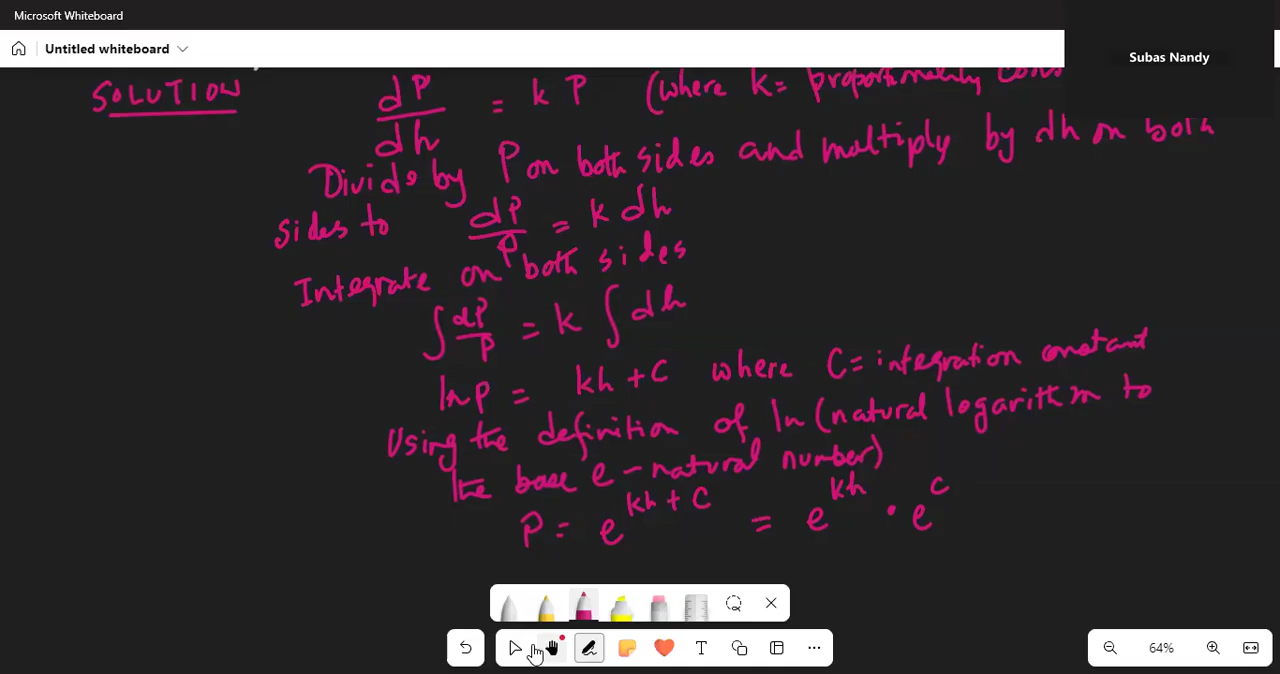 Microsoft Whiteboard
Untitled whiteboard
Subas Nandy
SOLUTION
dP/dh = k P (where k = proportionality cons
Divide by P on both sides and multiply by dh on both
sides to dP/P = k dh
Integrate on both sides
∫ dP/P = k ∫ dh
ln P = kh + C where C = integration constant
Using the definition of ln (natural logarithm to
the base e - natural number)
P = e^{kh + C} = e^{kh} · e^{C}
64%